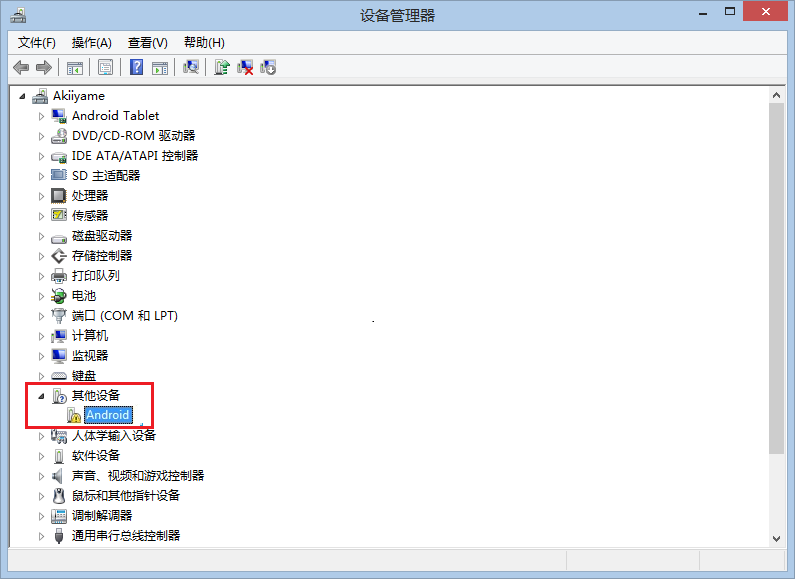 设备管理器
文件(F) 操作(A) 查看(V) 帮助(H)
Akiiyame
Android Tablet
DVD/CD-ROM 驱动器
IDE ATA/ATAPI 控制器
SD 主适配器
处理器
传感器
磁盘驱动器
存储控制器
打印队列
电池
端口 (COM 和 LPT)
计算机
监视器
键盘
其他设备
Android
人体学输入设备
软件设备
声音、视频和游戏控制器
鼠标和其他指针设备
调制解调器
通用串行总线控制器